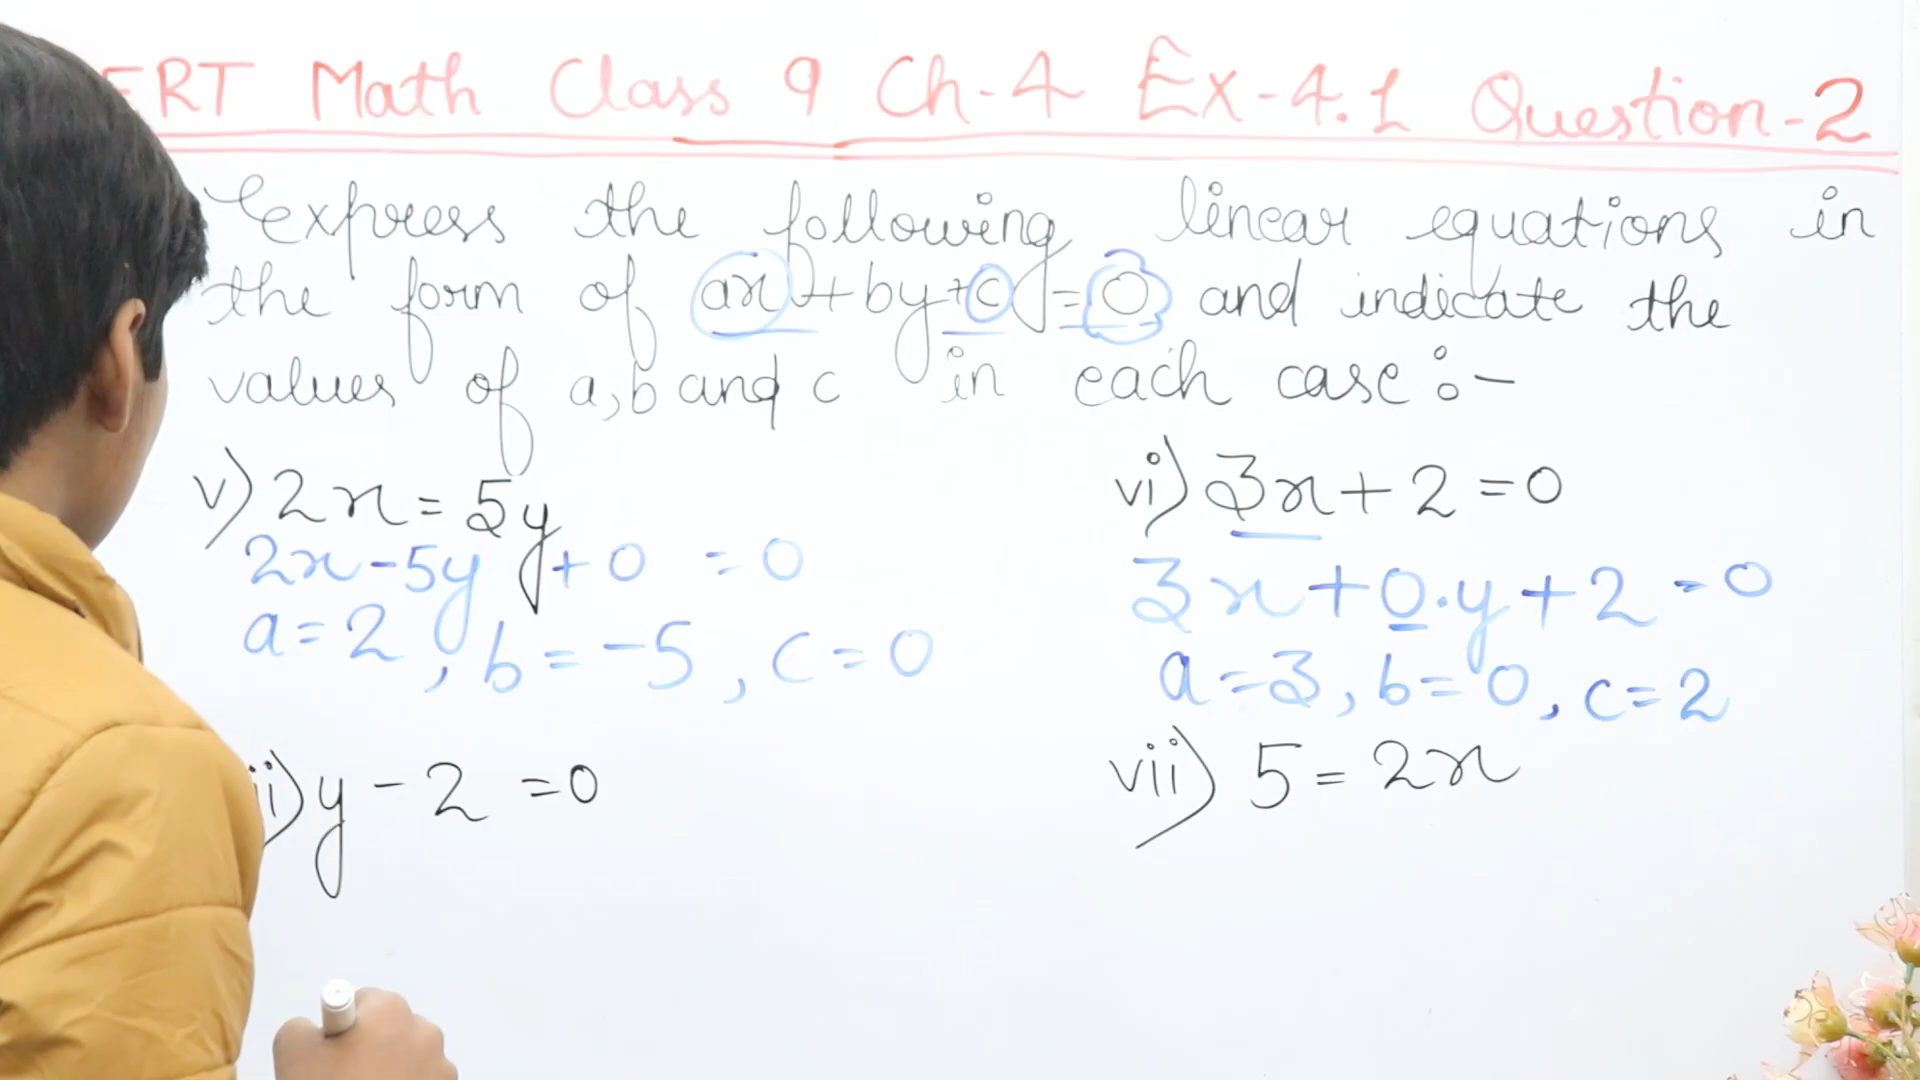 ERT Math Class 9 Ch-4 Ex-4.1 Question-2
Express the following linear equations in
the form of ax+by+c=0 and indicate the
values of a,b and c in each case:-
v) 2x=5y
2x-5y+0=0
a=2, b=-5, c=0
vi) 3x+2=0
3x+0.y+2=0
a=3, b=0, c=2
ii) y-2=0
vii) 5=2x